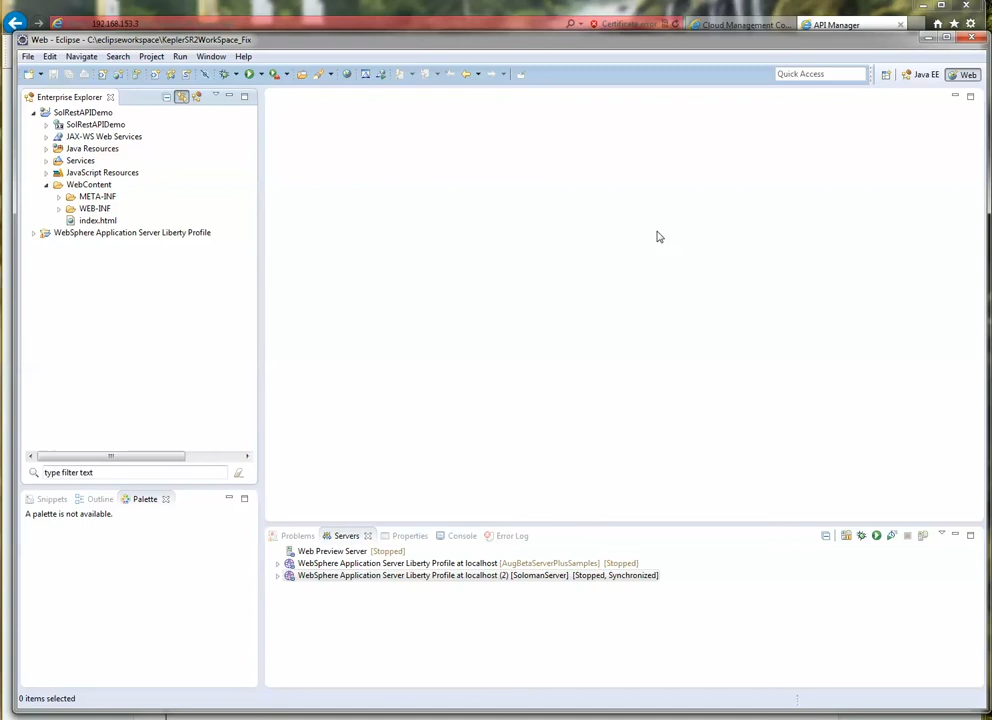 192.168.153.3
Certificate error
Cloud Management Co...
API Manager
Web - Eclipse - C:\eclipseworkspace\KeplerSR2WorkSpace_Fix
File Edit Navigate Search Project Run Window Help
Quick Access
Java EE
Web
Enterprise Explorer
SolRestAPIDemo
SolRestAPIDemo
JAX-WS Web Services
Java Resources
Services
JavaScript Resources
WebContent
META-INF
WEB-INF
index.html
WebSphere Application Server Liberty Profile
type filter text
Snippets Outline Palette
A palette is not available.
Problems Servers Properties Console Error Log
Web Preview Server [Stopped]
WebSphere Application Server Liberty Profile at localhost [AugBetaServerPlusSamples] [Stopped]
WebSphere Application Server Liberty Profile at localhost (2) [SolomanServer] [Stopped, Synchronized]
0 items selected